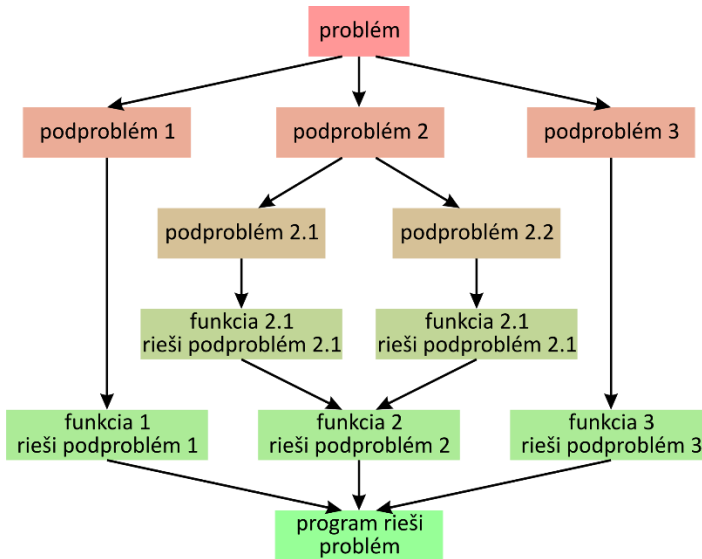 problém
podproblém 1
podproblém 2
podproblém 3
podproblém 2.1
podproblém 2.2
funkcia 2.1
rieši podproblém 2.1
funkcia 2.1
rieši podproblém 2.1
funkcia 1
rieši podproblém 1
funkcia 2
rieši podproblém 2
funkcia 3
rieši podproblém 3
program rieši
problém